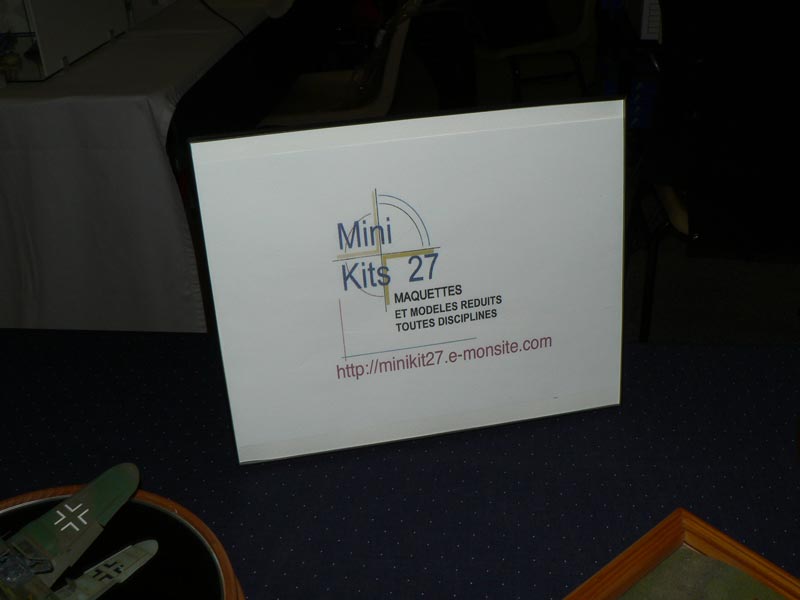 Mini
Kits 27
MAQUETTES
ET MODELES REDUITS
TOUTES DISCIPLINES
http://minikit27.e-monsite.com